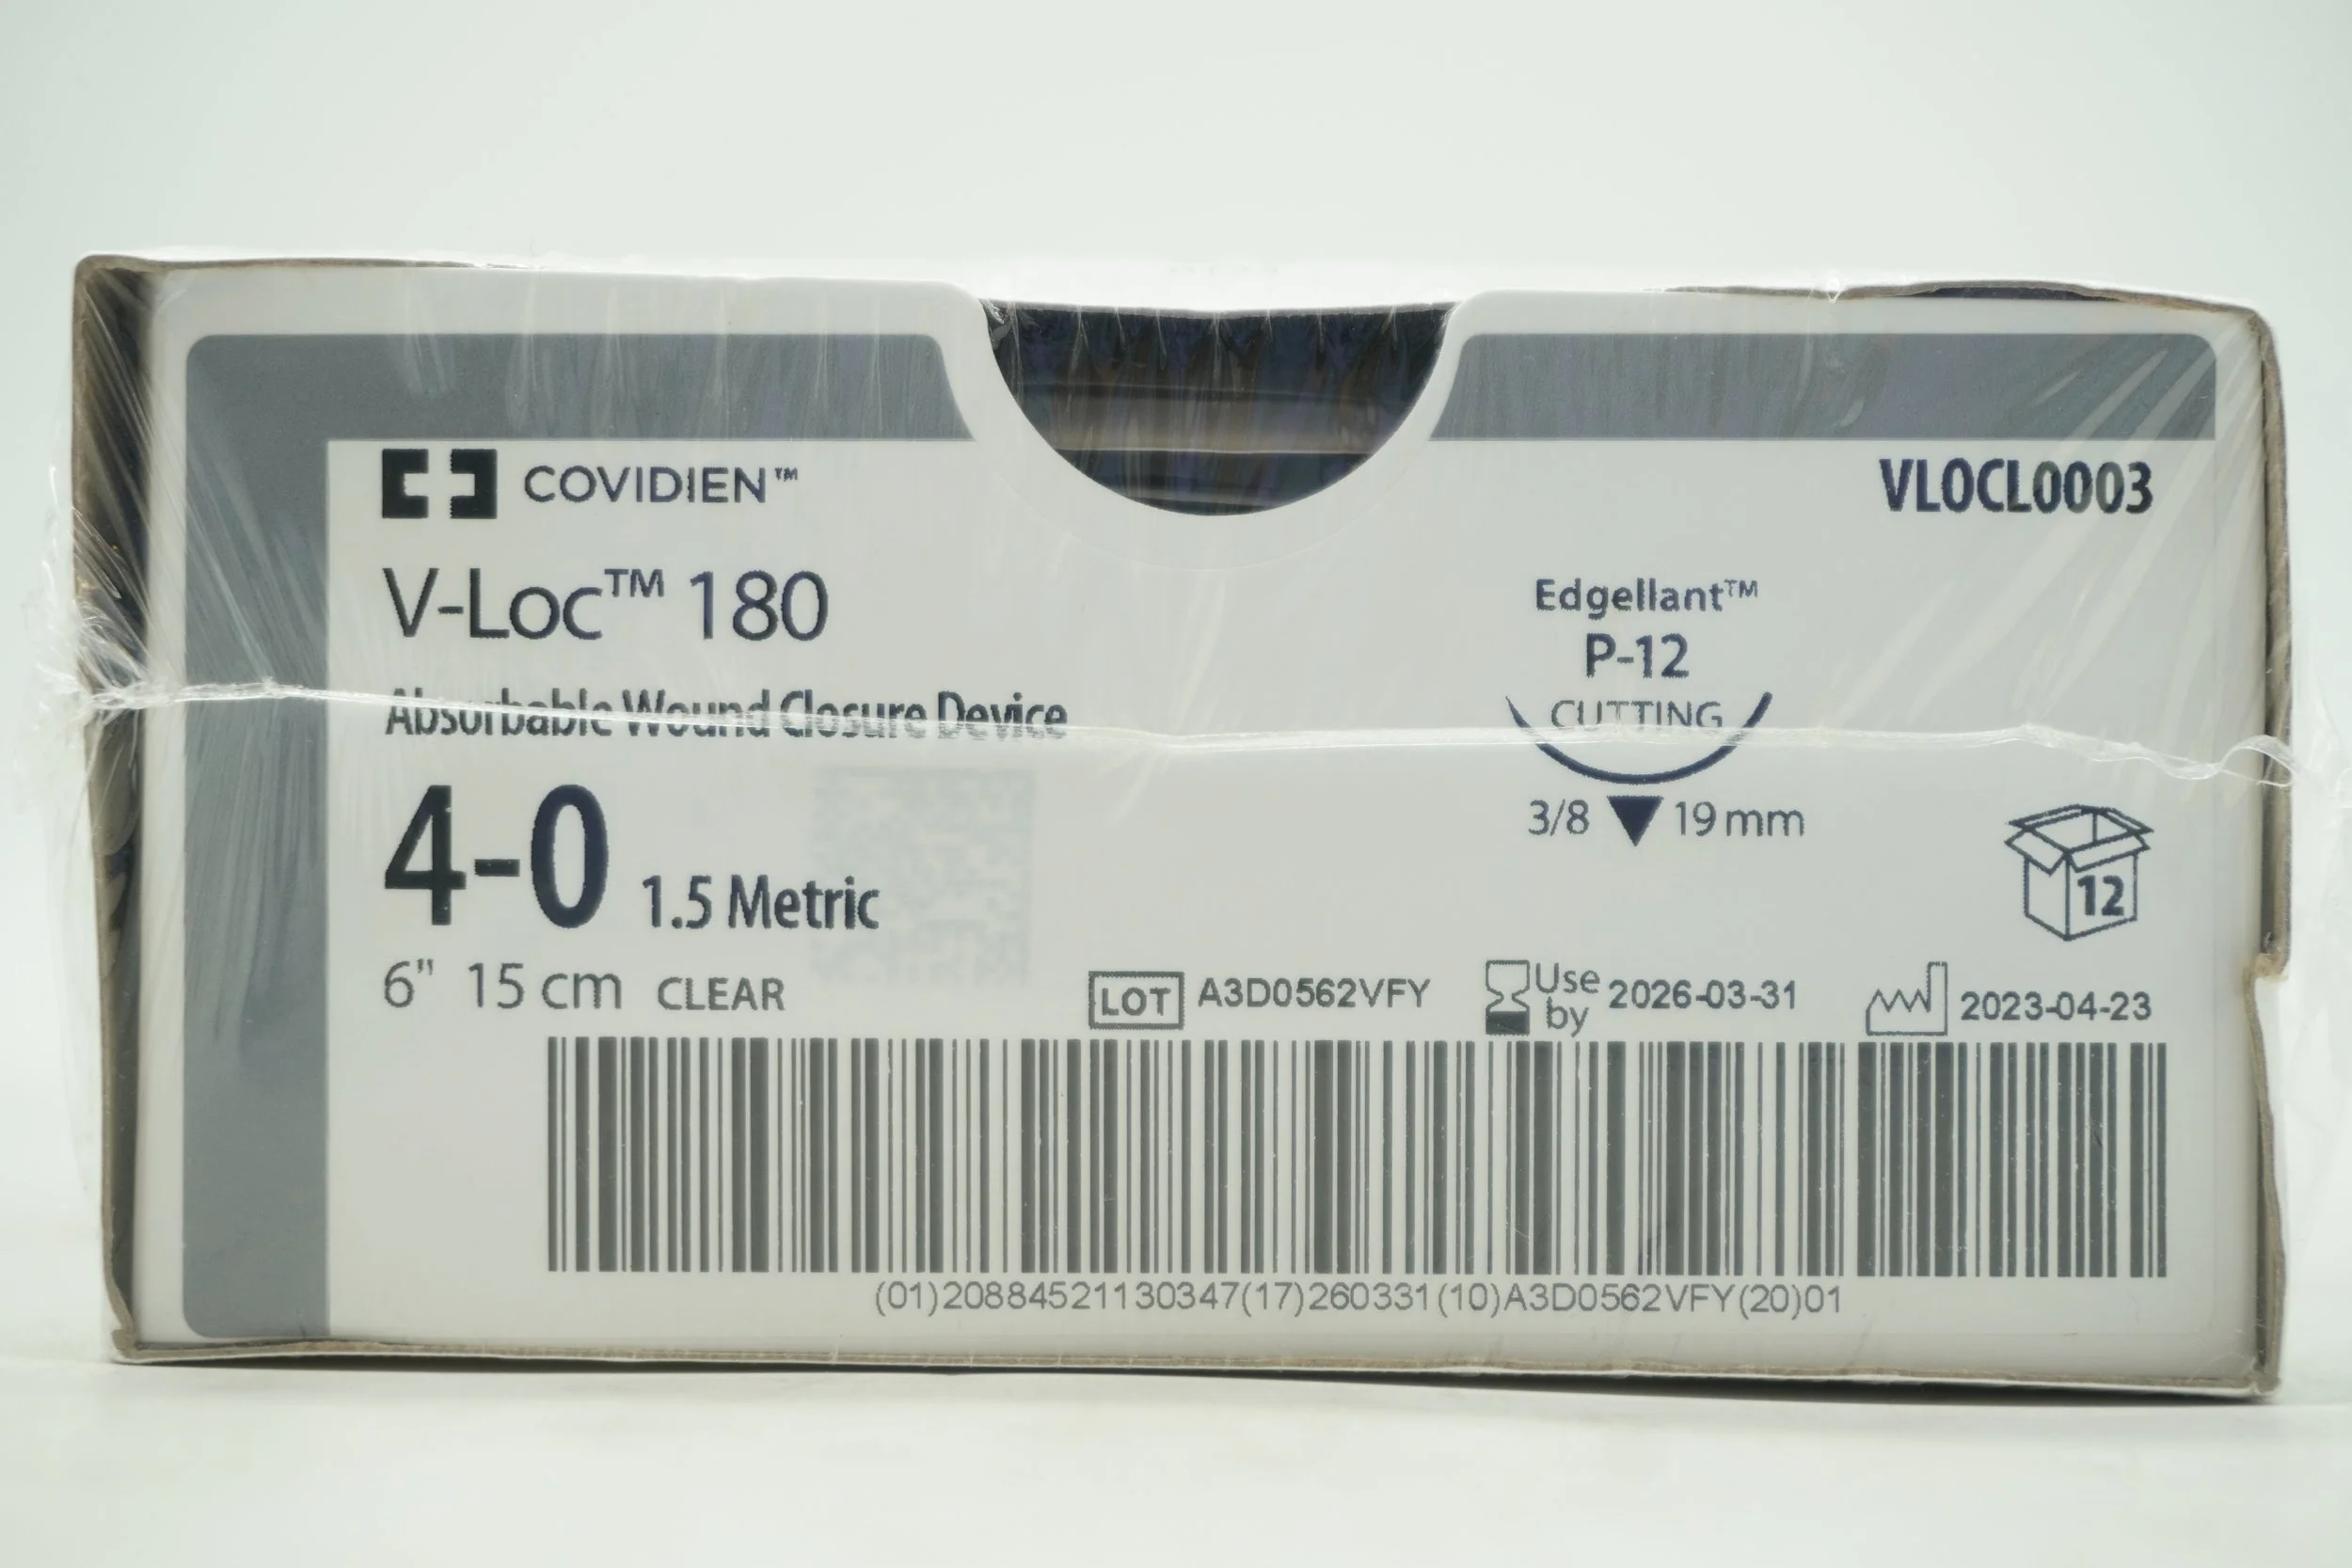 COVIDIEN™
VLOCL0003
V-Loc™ 180
Absorbable Wound Closure Device
Edgellant™
P-12
CUTTING
3/8 19 mm
4-0 1.5 Metric
12
6" 15 cm CLEAR
LOT A3D0562VFY
Use by 2026-03-31
2023-04-23
(01)20884521130347(17)260331(10)A3D0562VFY(20)01